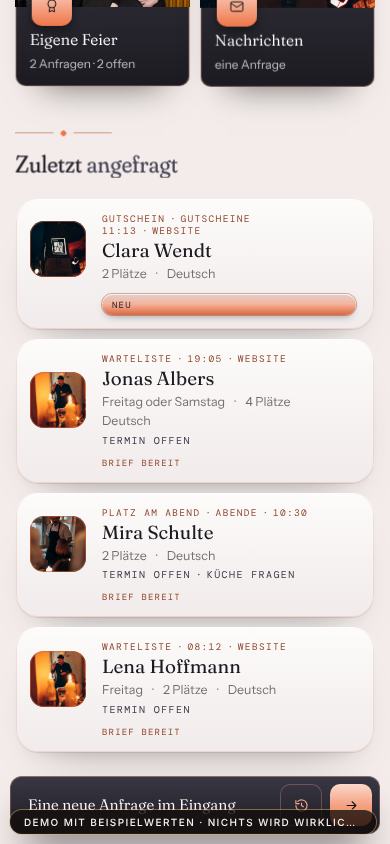 Eigene Feier
2 Anfragen · 2 offen
Nachrichten
eine Anfrage
Zuletzt angefragt
GUTSCHEIN · GUTSCHEINE
11:13 · WEBSITE
Clara Wendt
2 Plätze · Deutsch
NEU
WARTELISTE · 19:05 · WEBSITE
Jonas Albers
Freitag oder Samstag · 4 Plätze
Deutsch
TERMIN OFFEN
BRIEF BEREIT
PLATZ AM ABEND · ABENDE · 10:30
Mira Schulte
2 Plätze · Deutsch
TERMIN OFFEN · KÜCHE FRAGEN
BRIEF BEREIT
WARTELISTE · 08:12 · WEBSITE
Lena Hoffmann
Freitag · 2 Plätze · Deutsch
TERMIN OFFEN
BRIEF BEREIT
Eine neue Anfrage im Eingang
DEMO MIT BEISPIELWERTEN · NICHTS WIRD WIRKLIC...